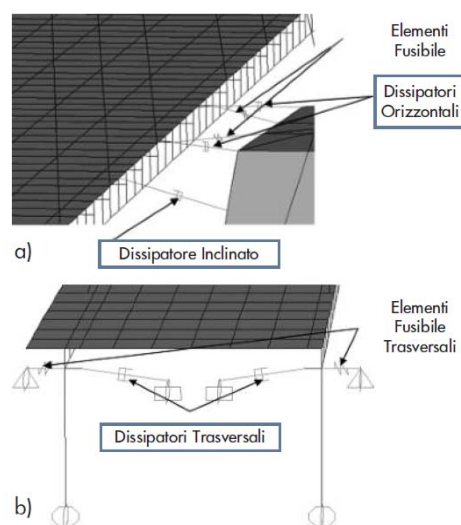 Elementi
Fusibile
Dissipatori
Orizzontali
Dissipatore Inclinato
a)
Elementi
Fusibile
Trasversali
Dissipatori Trasversali
b)